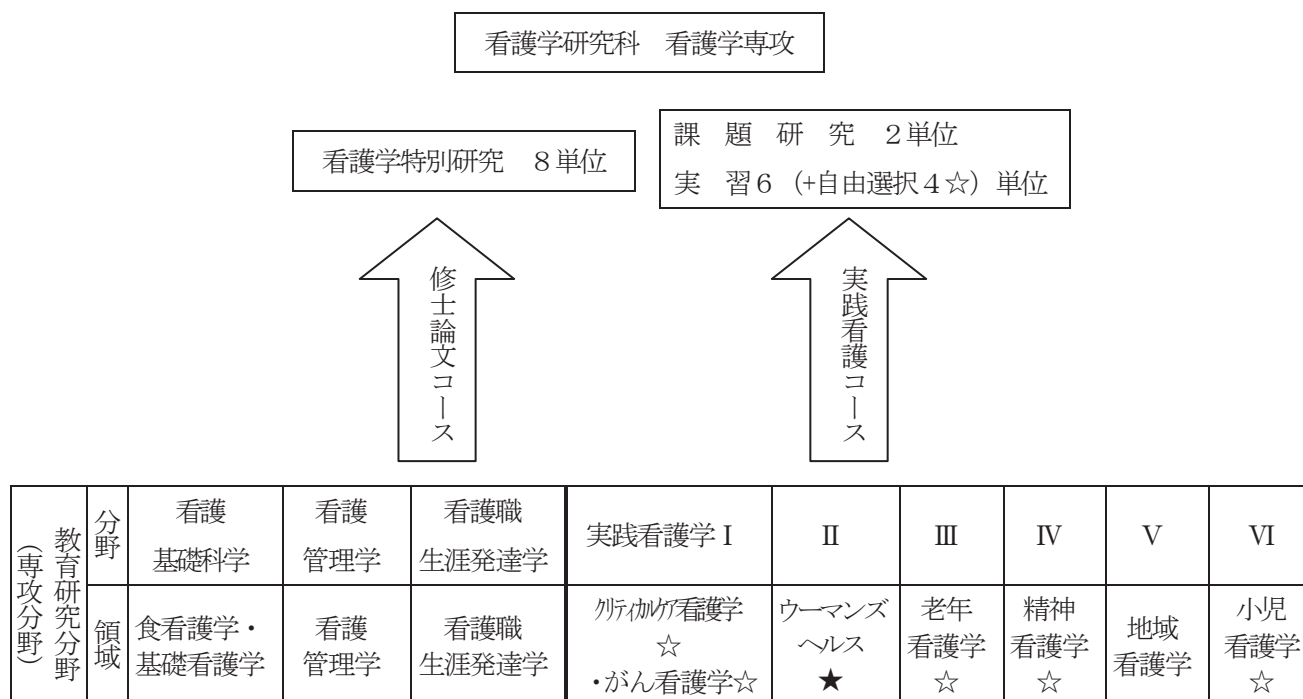 看護学研究科　看護学専攻
看護学特別研究　８単位
課　題　研　究　２単位
実　習６（+自由選択４☆）単位
修士論文コース
実践看護コース
教育研究分野
（専攻分野）
分野
看護
基礎科学
看護
管理学
看護職
生涯発達学
実践看護学Ⅰ
Ⅱ
Ⅲ
Ⅳ
Ⅴ
Ⅵ
領域
食看護学・
基礎看護学
看護
管理学
看護職
生涯発達学
ｸﾘﾃｨｶﾙｹｱ看護学
☆
・がん看護学☆
ウーマンズ
ヘルス
★
老年
看護学
☆
精神
看護学
☆
地域
看護学
小児
看護学
☆